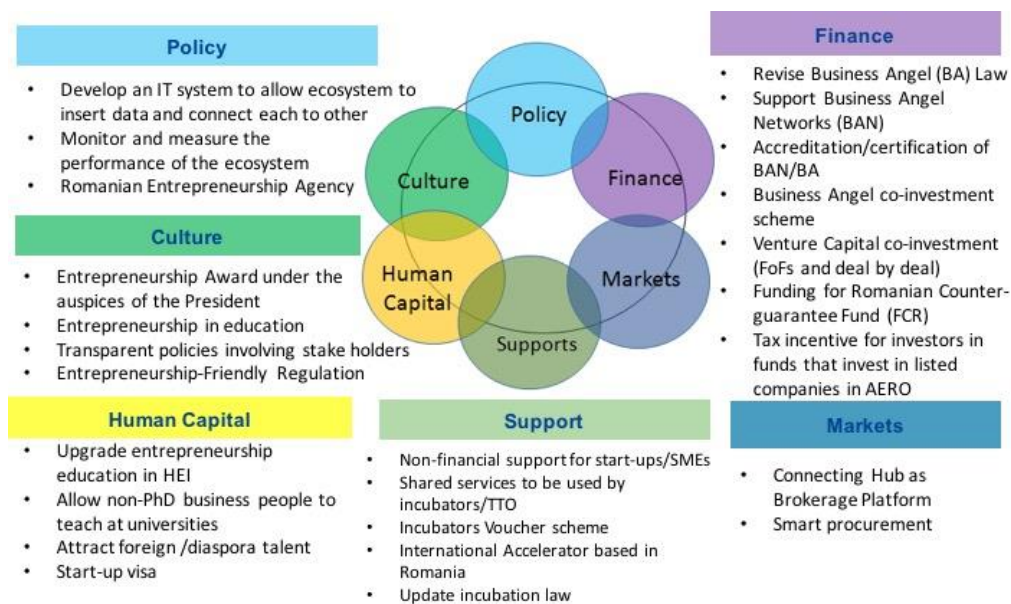 Policy
• Develop an IT system to allow ecosystem to
insert data and connect each to other
• Monitor and measure the
performance of the ecosystem
• Romanian Entrepreneurship Agency
Culture
• Entrepreneurship Award under the
auspices of the President
• Entrepreneurship in education
• Transparent policies involving stake holders
• Entrepreneurship-Friendly Regulation
Policy
Culture
Finance
Human
Capital
Markets
Supports
Finance
• Revise Business Angel (BA) Law
• Support Business Angel
Networks (BAN)
• Accreditation/certification of
BAN/BA
• Business Angel co-investment
scheme
• Venture Capital co-investment
(FoFs and deal by deal)
• Funding for Romanian Counter-
guarantee Fund (FCR)
• Tax incentive for investors in
funds that invest in listed
companies in AERO
Human Capital
• Upgrade entrepreneurship
education in HEI
• Allow non-PhD business people to
teach at universities
• Attract foreign /diaspora talent
• Start-up visa
Support
• Non-financial support for start-ups/SMEs
• Shared services to be used by
incubators/TTO
• Incubators Voucher scheme
• International Accelerator based in
Romania
• Update incubation law
Markets
• Connecting Hub as
Brokerage Platform
• Smart procurement